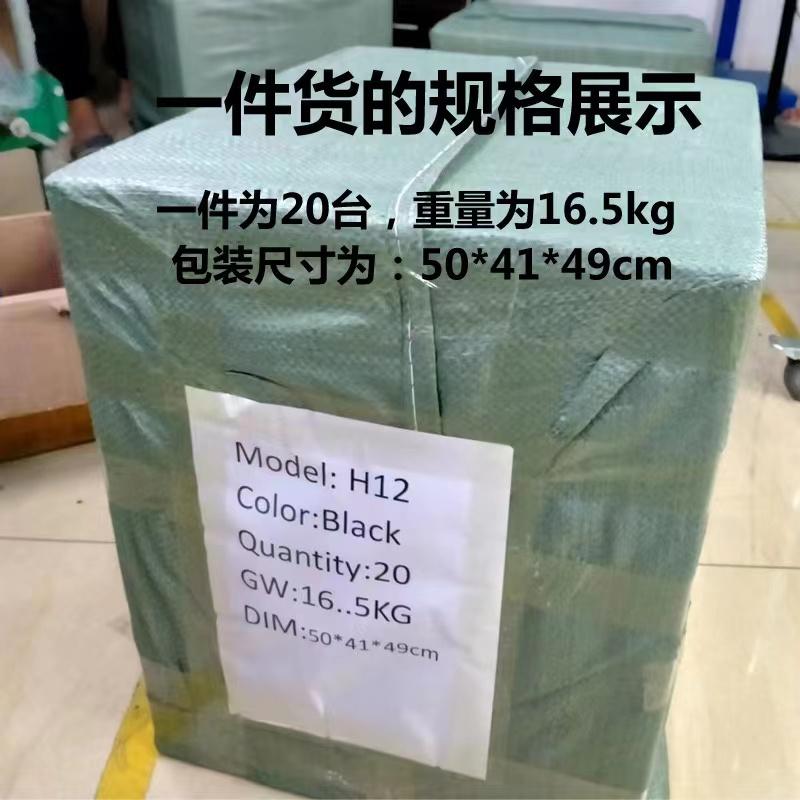 一件货的规格展示
一件为20台，重量为16.5kg
包装尺寸为：50*41*49cm
Model: H12
Color:Black
Quantity:20
GW:16..5KG
DIM:50*41*49cm